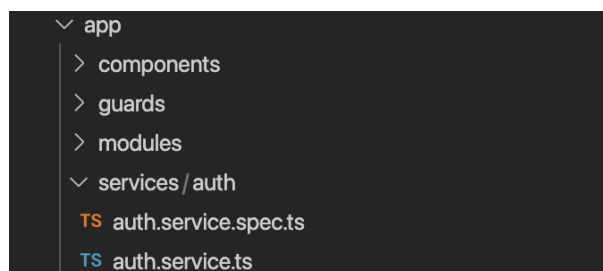 app
components
guards
modules
services/auth
TS auth.service.spec.ts
TS auth.service.ts